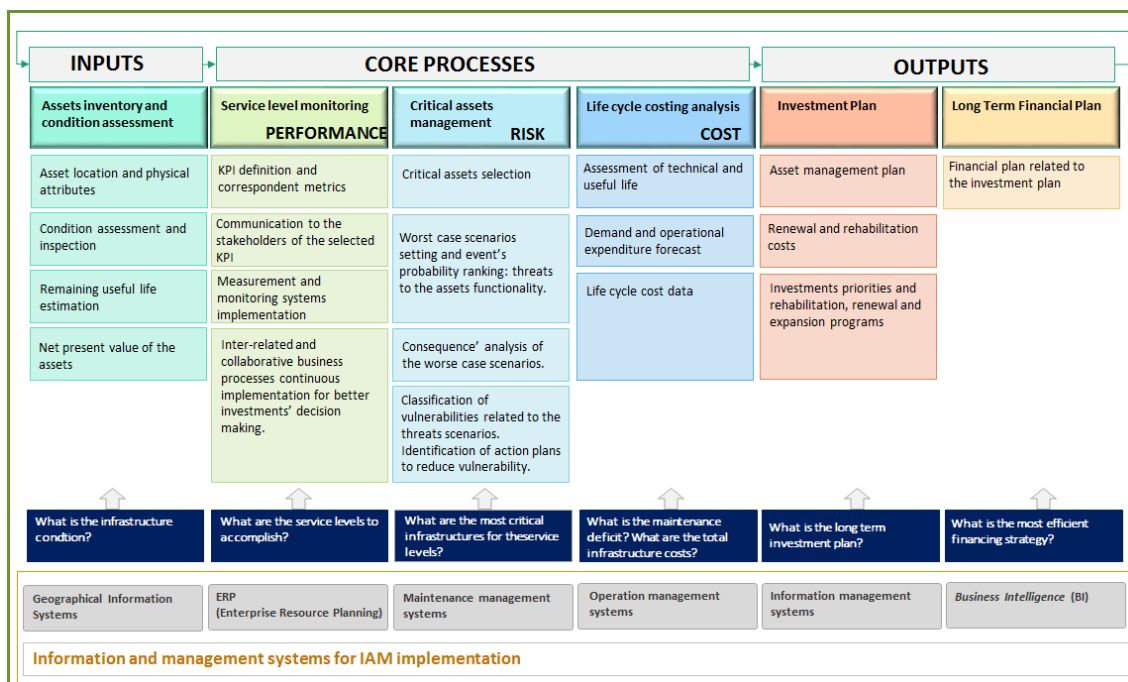 INPUTS
CORE PROCESSES
OUTPUTS
Assets inventory and
condition assessment
Service level monitoring
PERFORMANCE
Critical assets
management
RISK
Life cycle costing analysis
COST
Investment Plan
Long Term Financial Plan
Asset location and physical
attributes
Condition assessment and
inspection
Remaining useful life
estimation
Net present value of the
assets
KPI definition and
correspondent metrics
Communication to the
stakeholders of the selected
KPI
Measurement and
monitoring systems
implementation
Inter-related and
collaborative business
processes continuous
implementation for better
investments' decision
making.
Critical assets selection
Worst case scenarios
setting and event's
probability ranking: threats
to the assets functionality.
Consequence' analysis of
the worse case scenarios.
Classification of
vulnerabilities related to the
threats scenarios.
Identification of action plans
to reduce vulnerability.
Assessment of technical and
useful life
Demand and operational
expenditure forecast
Life cycle cost data
Asset management plan
Renewal and rehabilitation
costs
Investments priorities and
rehabilitation, renewal and
expansion programs
Financial plan related to
the investment plan
What is the infrastructure
condtion?
What are the service levels to
accomplish?
What are the most critical
infrastructures for theservice
levels?
What is the maintenance
deficit? What are the total
infrastructure costs?
What is the long term
investment plan?
What is the most efficient
financing strategy?
Geographical Information
Systems
ERP
(Enterprise Resource Planning)
Maintenance management
systems
Operation management
systems
Information management
systems
Business Intelligence (BI)
Information and management systems for IAM implementation